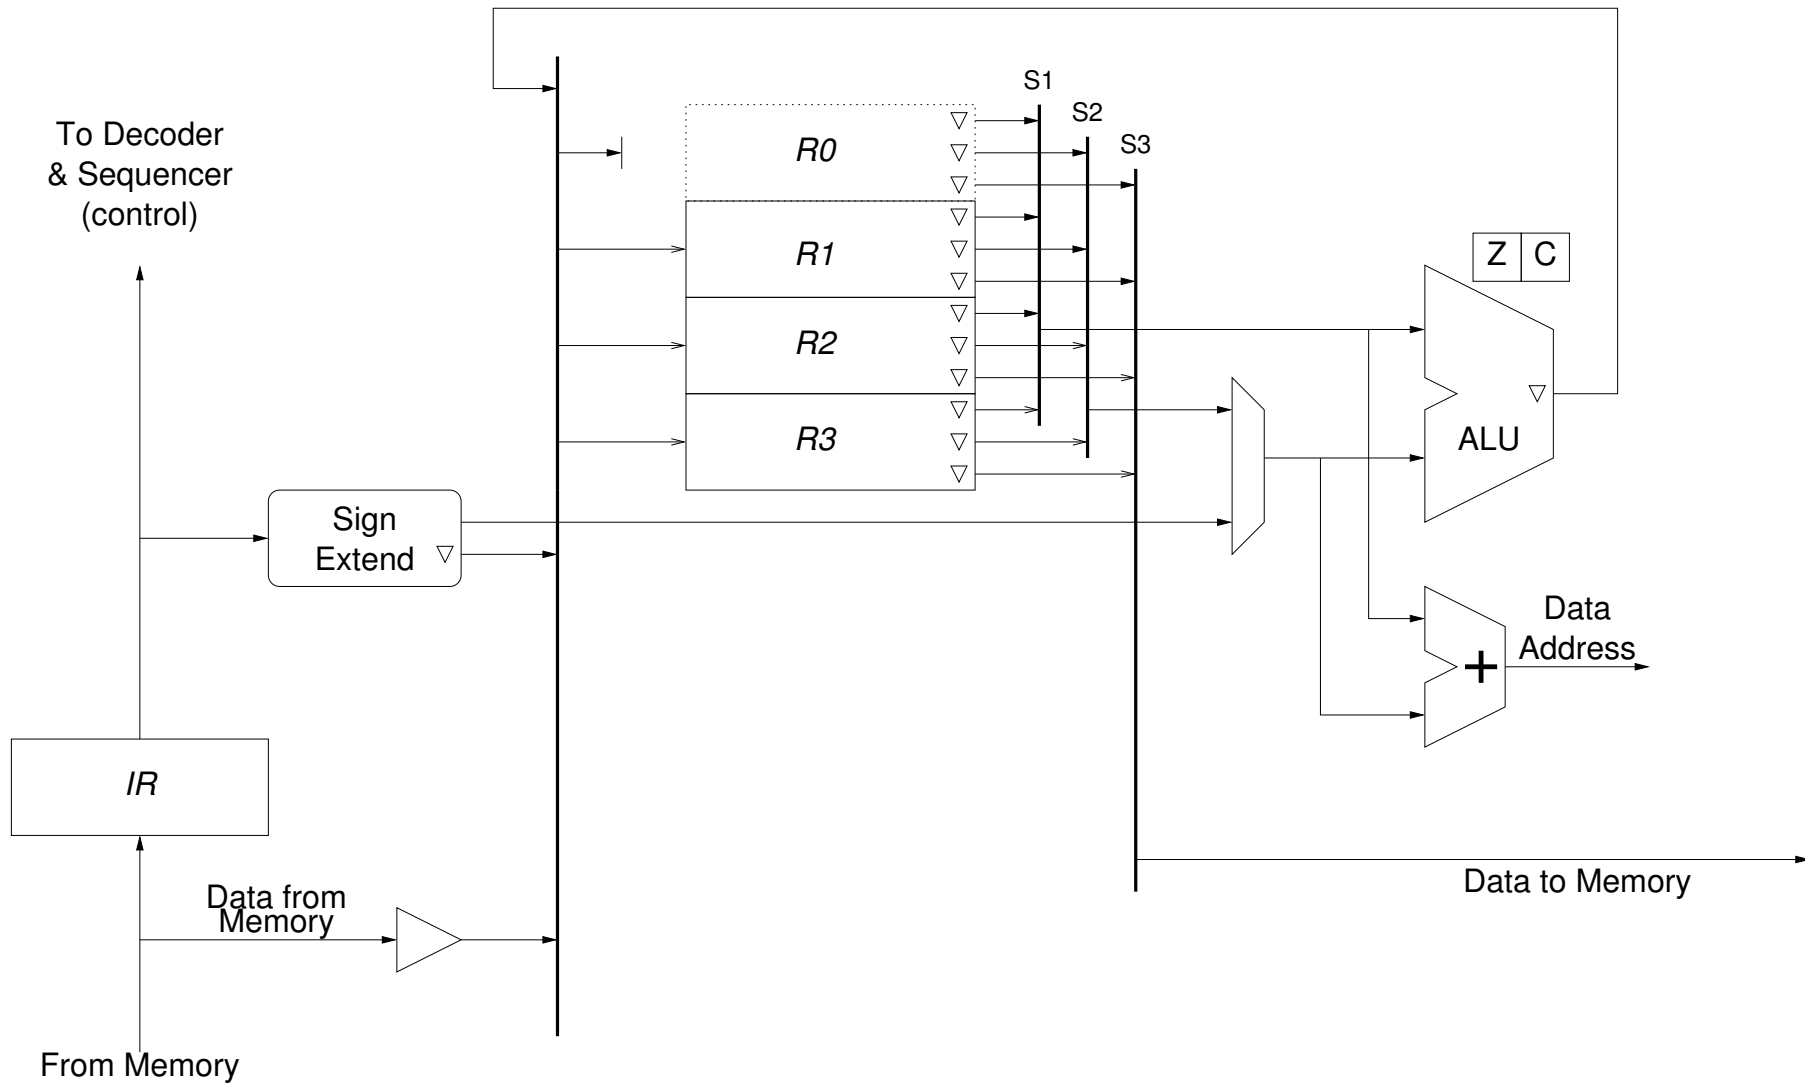 S1
S2
S3
To Decoder
& Sequencer
(control)
R0
R1
R2
R3
Z C
ALU
Sign
Extend
Data
Address
+
IR
Data from
Memory
Data to Memory
From Memory